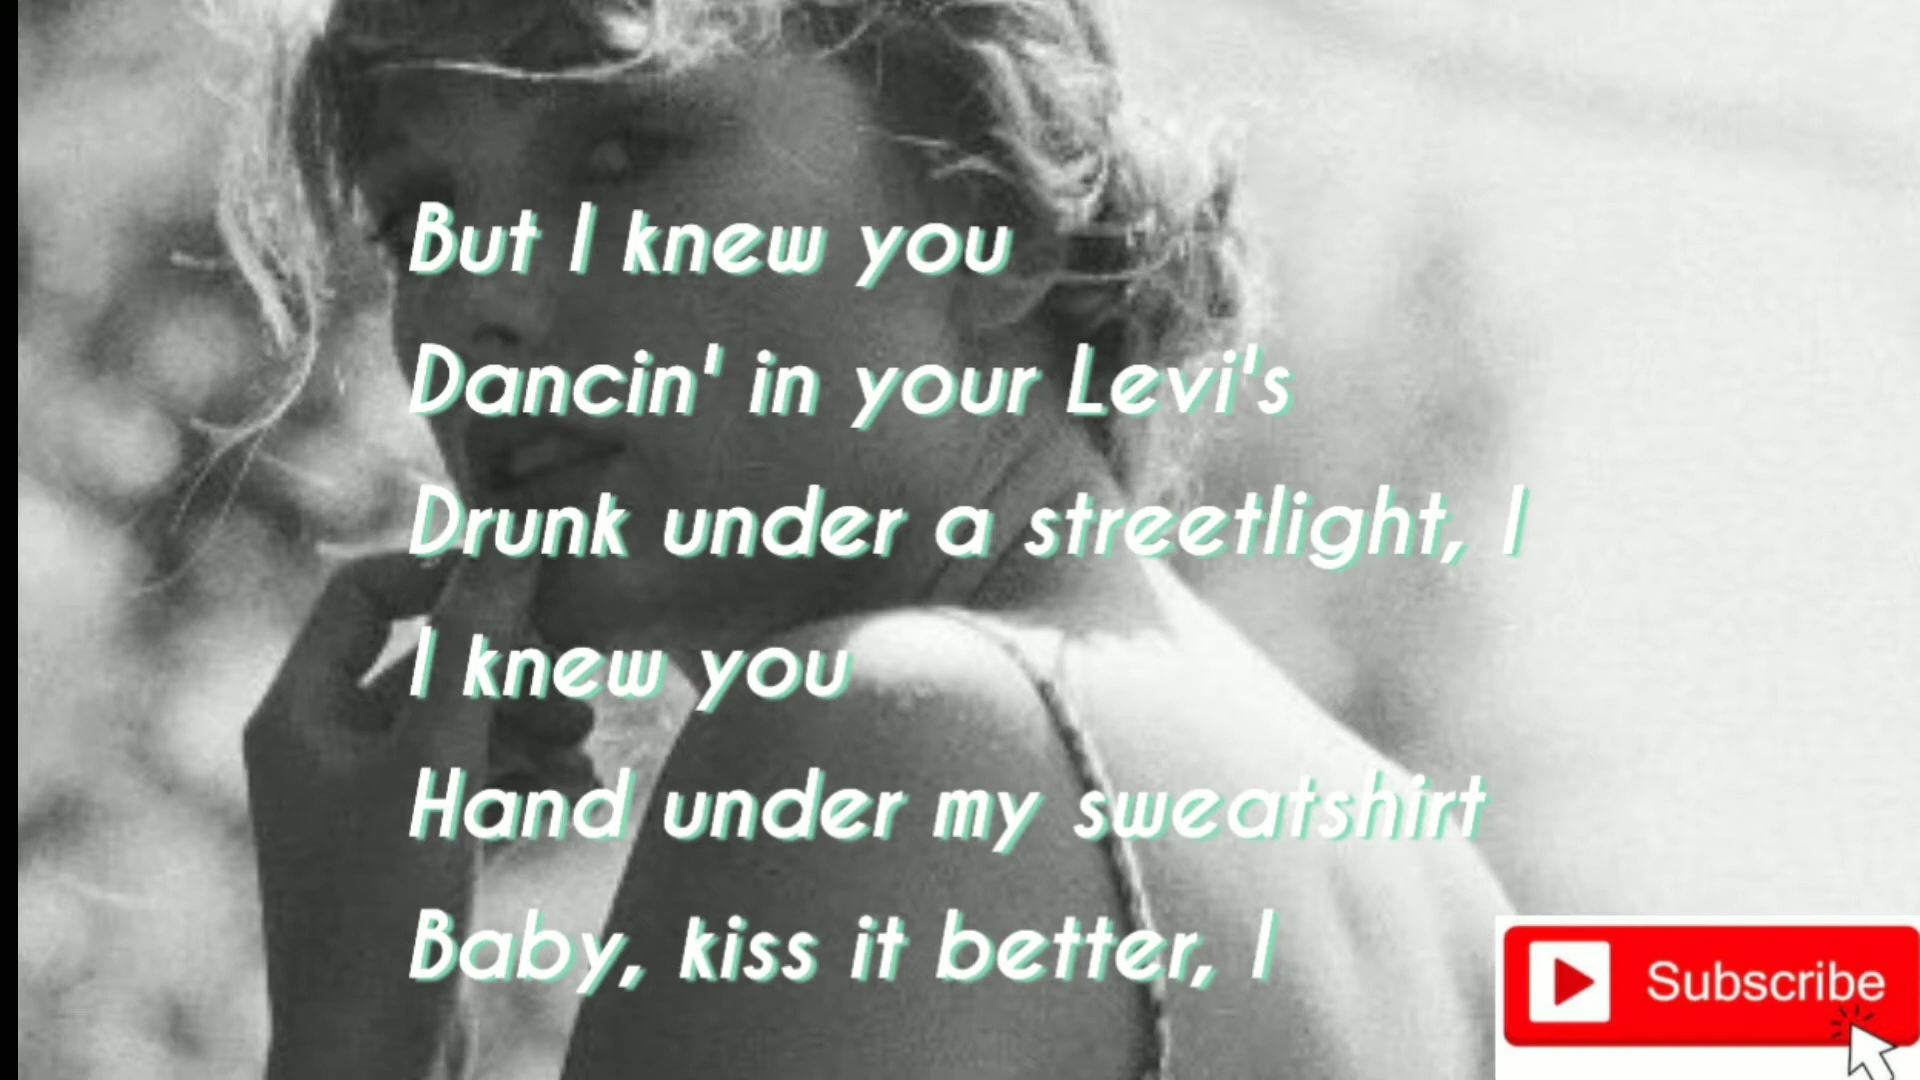 But I knew you
Dancin' in your Levi's
Drunk under a streetlight, I
I knew you
Hand under my sweatshirt
Baby, kiss it better, I
Subscribe